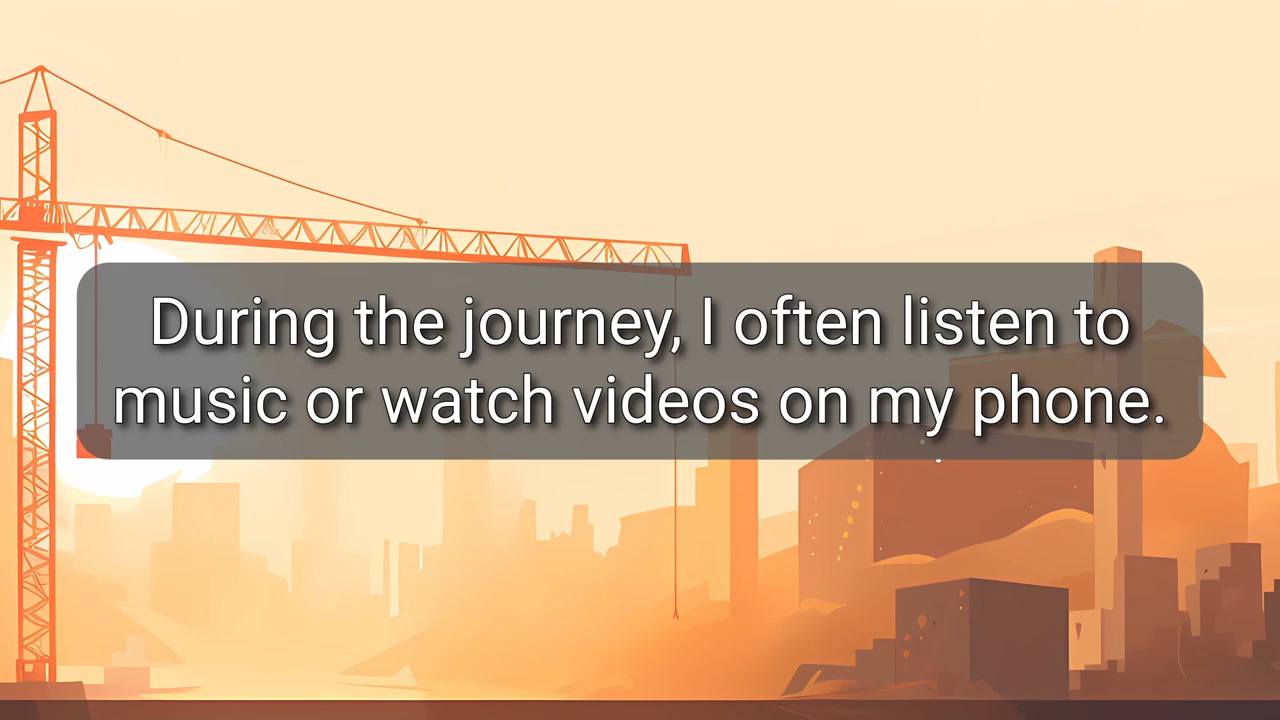 During the journey, I often listen to
music or watch videos on my phone.